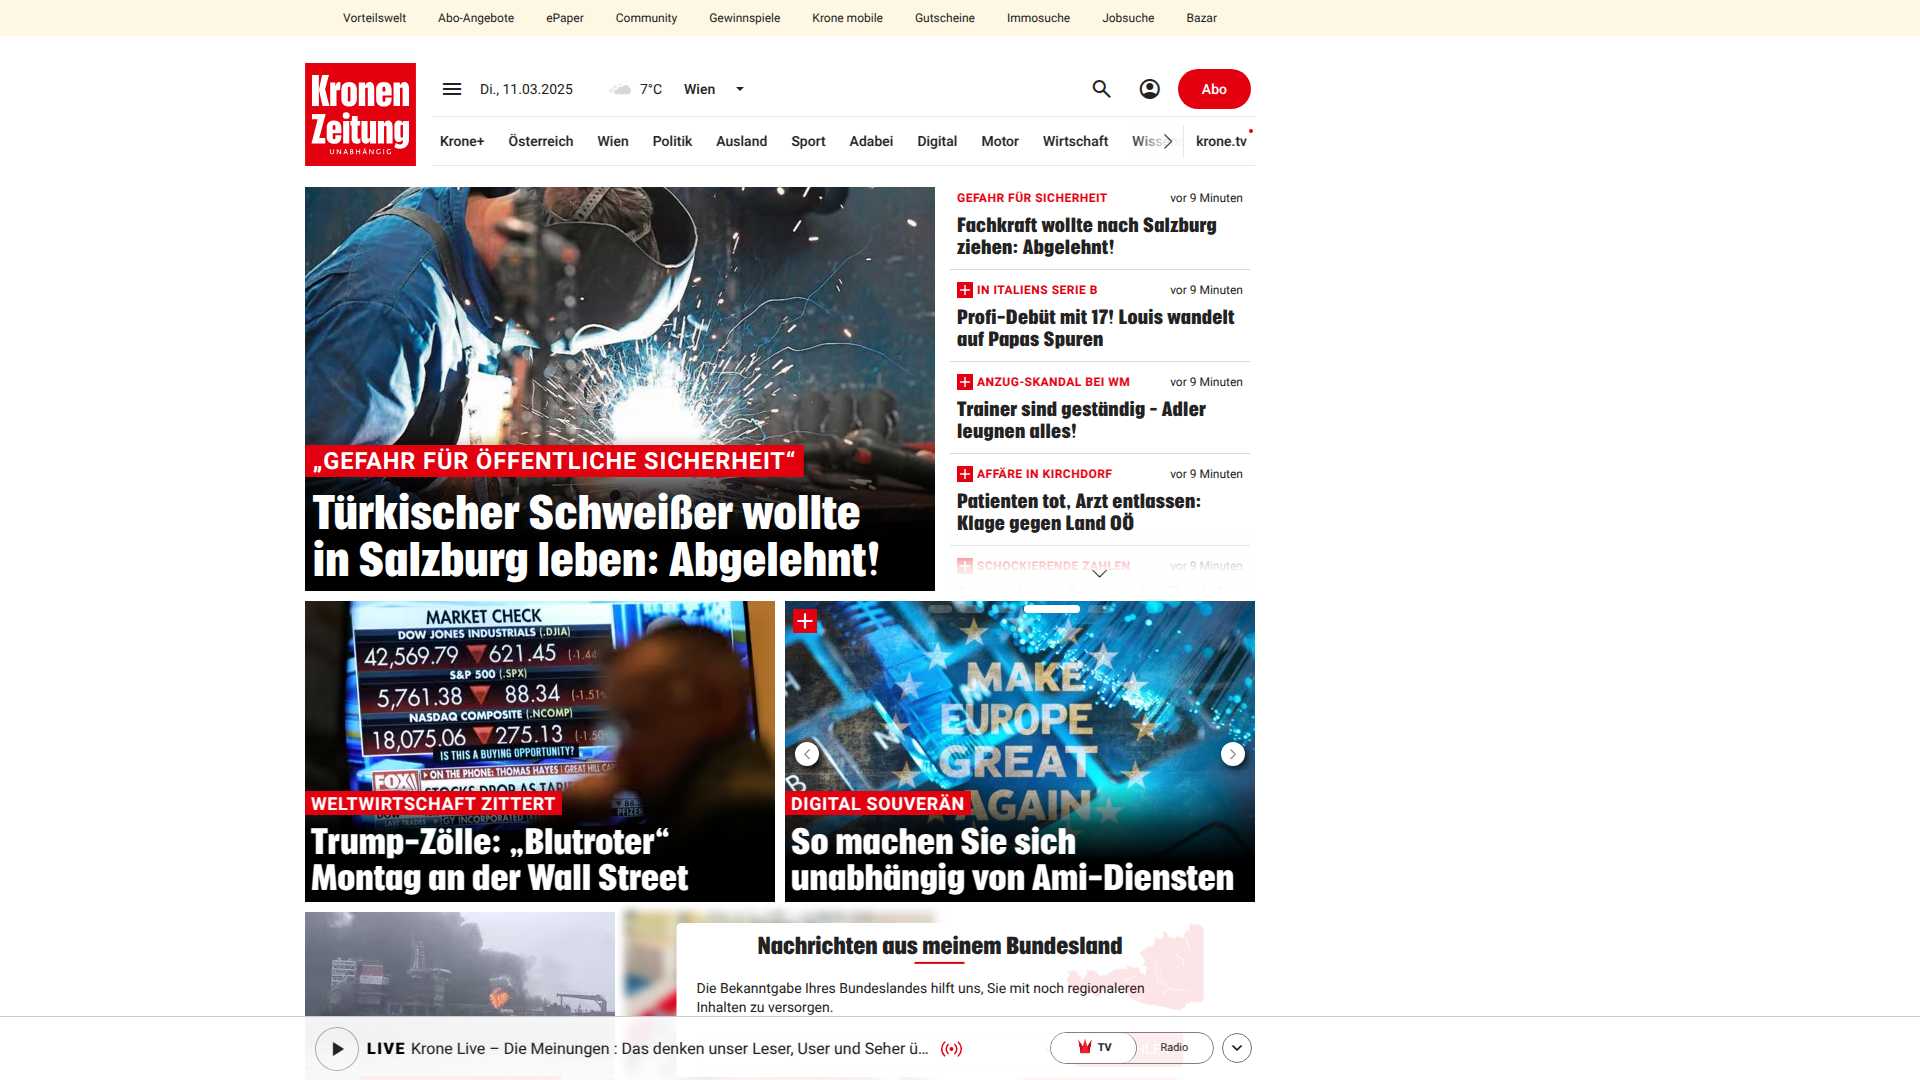 Vorteilswelt Abo-Angebote ePaper Community Gewinnspiele Krone mobile Gutscheine Immosuche Jobsuche Bazar
Kronen
Zeitung
UNABHÄNGIG
Di., 11.03.2025 7°C Wien
Abo
Krone+ Österreich Wien Politik Ausland Sport Adabei Digital Motor Wirtschaft krone.tv
„GEFAHR FÜR ÖFFENTLICHE SICHERHEIT“
Türkischer Schweißer wollte
in Salzburg leben: Abgelehnt!
GEFAHR FÜR SICHERHEIT vor 9 Minuten
Fachkraft wollte nach Salzburg
ziehen: Abgelehnt!
IN ITALIENS SERIE B vor 9 Minuten
Profi-Debüt mit 17! Louis wandelt
auf Papas Spuren
ANZUG-SKANDAL BEI WM vor 9 Minuten
Trainer sind geständig – Adler
leugnen alles!
AFFÄRE IN KIRCHDORF vor 9 Minuten
Patienten tot, Arzt entlassen:
Klage gegen Land OÖ
SCHOCKIERENDE ZAHLEN vor 9 Minuten
MARKET CHECK
DOW JONES INDUSTRIALS (.DJIA)
42,569.79 621.45
S&P 500 (.SPX)
5,761.38 88.34 (-1.51%
NASDAQ COMPOSITE (.NCOMP)
18,075.06 275.13
IS THIS A BUYING OPPORTUNITY?
FOX
ON THE PHONE: THOMAS HAYES | GREAT HILL
WELTWIRTSCHAFT ZITTERT
Trump-Zölle: „Blutroter“
Montag an der Wall Street
MAKE
EUROPE
GREAT
AGAIN
DIGITAL SOUVERÄN
So machen Sie sich
unabhängig von Ami-Diensten
Nachrichten aus meinem Bundesland
Die Bekanntgabe Ihres Bundeslandes hilft uns, Sie mit noch regionaleren
Inhalten zu versorgen.
LIVE Krone Live – Die Meinungen : Das denken unser Leser, User und Seher ü...
TV Radio